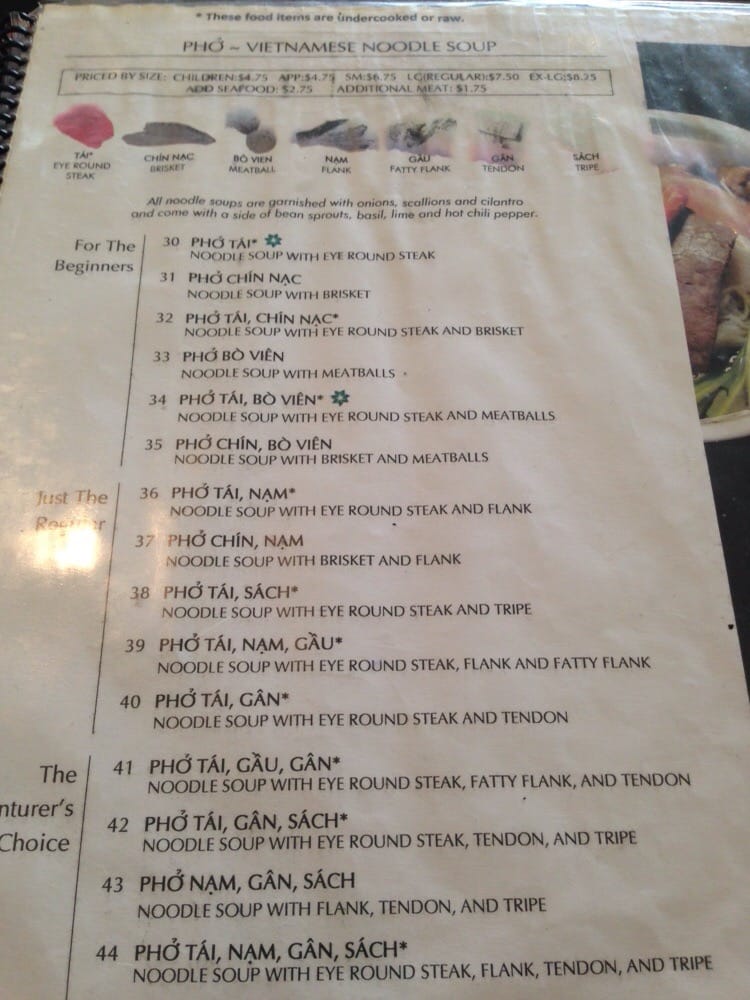 * These food items are undercooked or raw.
PHỞ ~ VIETNAMESE NOODLE SOUP
PRICED BY SIZE: CHILDREN:$4.75 APP:$4.75 SM:$6.75 LG(REGULAR):$7.50 EX-LG:$8.25
ADD SEAFOOD: $2.75 ADDITIONAL MEAT: $1.75
TÁI*
EYE ROUND
STEAK
CHÍN NẠC
BRISKET
BÒ VIÊN
MEATBALL
NẠM
FLANK
GẦU
FATTY FLANK
GÂN
TENDON
SÁCH
TRIPE
All noodle soups are garnished with onions, scallions and cilantro
and come with a side of bean sprouts, basil, lime and hot chili pepper.
For The
Beginners
30 PHỞ TÁI*
NOODLE SOUP WITH EYE ROUND STEAK
31 PHỞ CHÍN NẠC
NOODLE SOUP WITH BRISKET
32 PHỞ TÁI, CHÍN NẠC*
NOODLE SOUP WITH EYE ROUND STEAK AND BRISKET
33 PHỞ BÒ VIÊN
NOODLE SOUP WITH MEATBALLS
34 PHỞ TÁI, BÒ VIÊN*
NOODLE SOUP WITH EYE ROUND STEAK AND MEATBALLS
35 PHỞ CHÍN, BÒ VIÊN
NOODLE SOUP WITH BRISKET AND MEATBALLS
Just The
Regular
36 PHỞ TÁI, NẠM*
NOODLE SOUP WITH EYE ROUND STEAK AND FLANK
37 PHỞ CHÍN, NẠM
NOODLE SOUP WITH BRISKET AND FLANK
38 PHỞ TÁI, SÁCH*
NOODLE SOUP WITH EYE ROUND STEAK AND TRIPE
39 PHỞ TÁI, NẠM, GẦU*
NOODLE SOUP WITH EYE ROUND STEAK, FLANK AND FATTY FLANK
40 PHỞ TÁI, GÂN*
NOODLE SOUP WITH EYE ROUND STEAK AND TENDON
The
nturer's
Choice
41 PHỞ TÁI, GẦU, GÂN*
NOODLE SOUP WITH EYE ROUND STEAK, FATTY FLANK, AND TENDON
42 PHỞ TÁI, GÂN, SÁCH*
NOODLE SOUP WITH EYE ROUND STEAK, TENDON, AND TRIPE
43 PHỞ NẠM, GÂN, SÁCH
NOODLE SOUP WITH FLANK, TENDON, AND TRIPE
44 PHỞ TÁI, NẠM, GÂN, SÁCH*
NOODLE SOUP WITH EYE ROUND STEAK, FLANK, TENDON, AND TRIPE